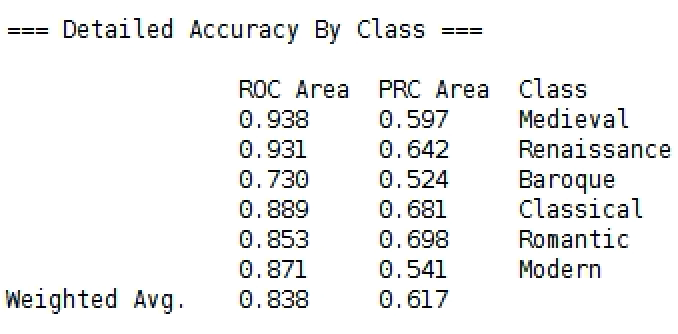 === Detailed Accuracy By Class ===
ROC Area PRC Area Class
0.938 0.597 Medieval
0.931 0.642 Renaissance
0.730 0.524 Baroque
0.889 0.681 Classical
0.853 0.698 Romantic
0.871 0.541 Modern
Weighted Avg. 0.838 0.617